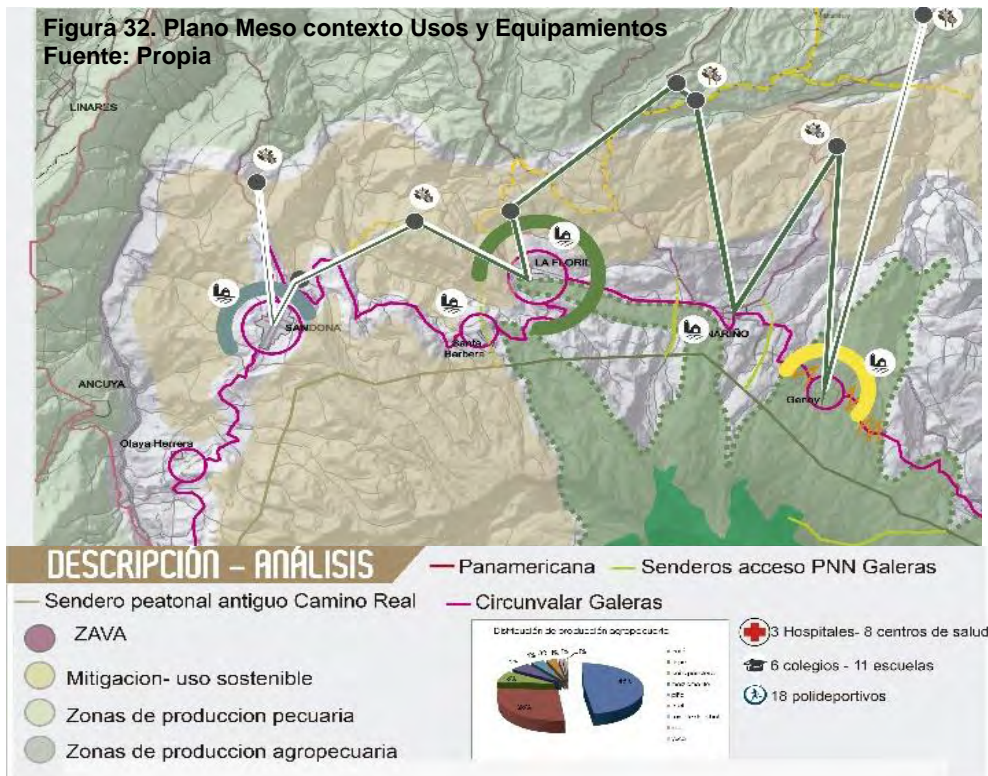 Figura 32. Plano Meso contexto Usos y Equipamientos
Fuente: Propia
LINARES
LA FLORI
SANDONA
Santa
Barbera
NARIÑO
Genoy
ANCUYA
Olaya Herrera
DESCRIPCIÓN – ANÁLISIS
Panamericana
Senderos acceso PNN Galeras
Sendero peatonal antiguo Camino Real
Circunvalar Galeras
ZAVA
Mitigacion- uso sostenible
Zonas de produccion pecuaria
Zonas de produccion agropecuaria
Distribución de producción agropecuaria
3 Hospitales- 8 centros de salud
6 colegios - 11 escuelas
18 polideportivos